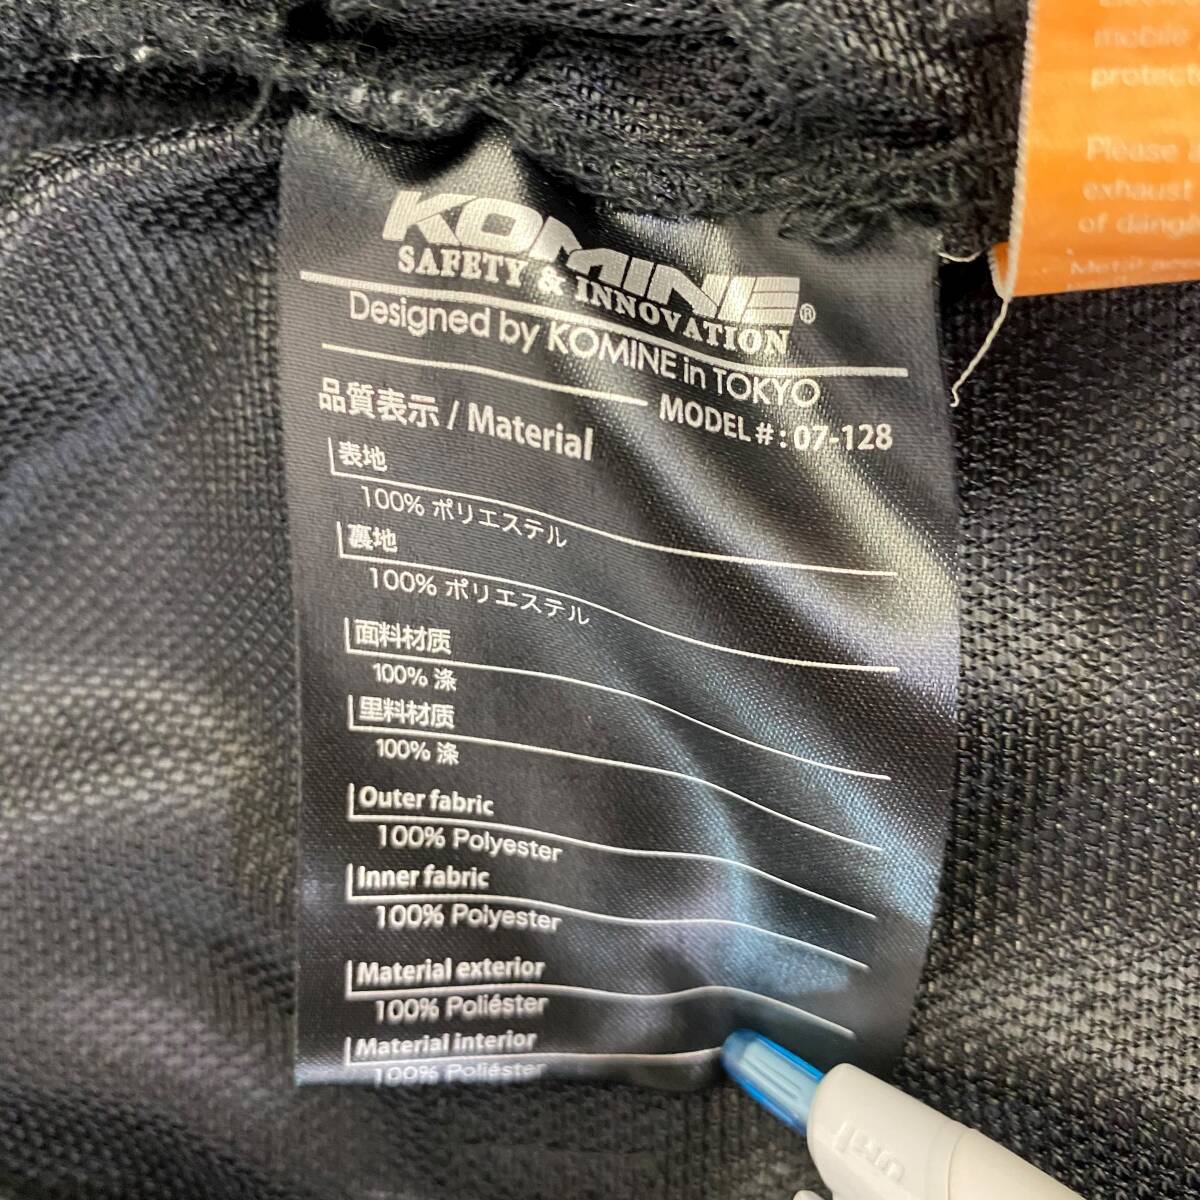 KOMINE®
SAFETY & INNOVATION
Designed by KOMINE in TOKYO
MODEL #: 07-128
品質表示 / Material
表地
100% ポリエステル
裏地
100% ポリエステル
面料材质
100% 涤
里料材质
100% 涤
Outer fabric
100% Polyester
Inner fabric
100% Polyester
Material exterior
100% Poliéster
Material interior
100% Poliéster
mobile
protect
Please
exhaust
of dangl
Metal